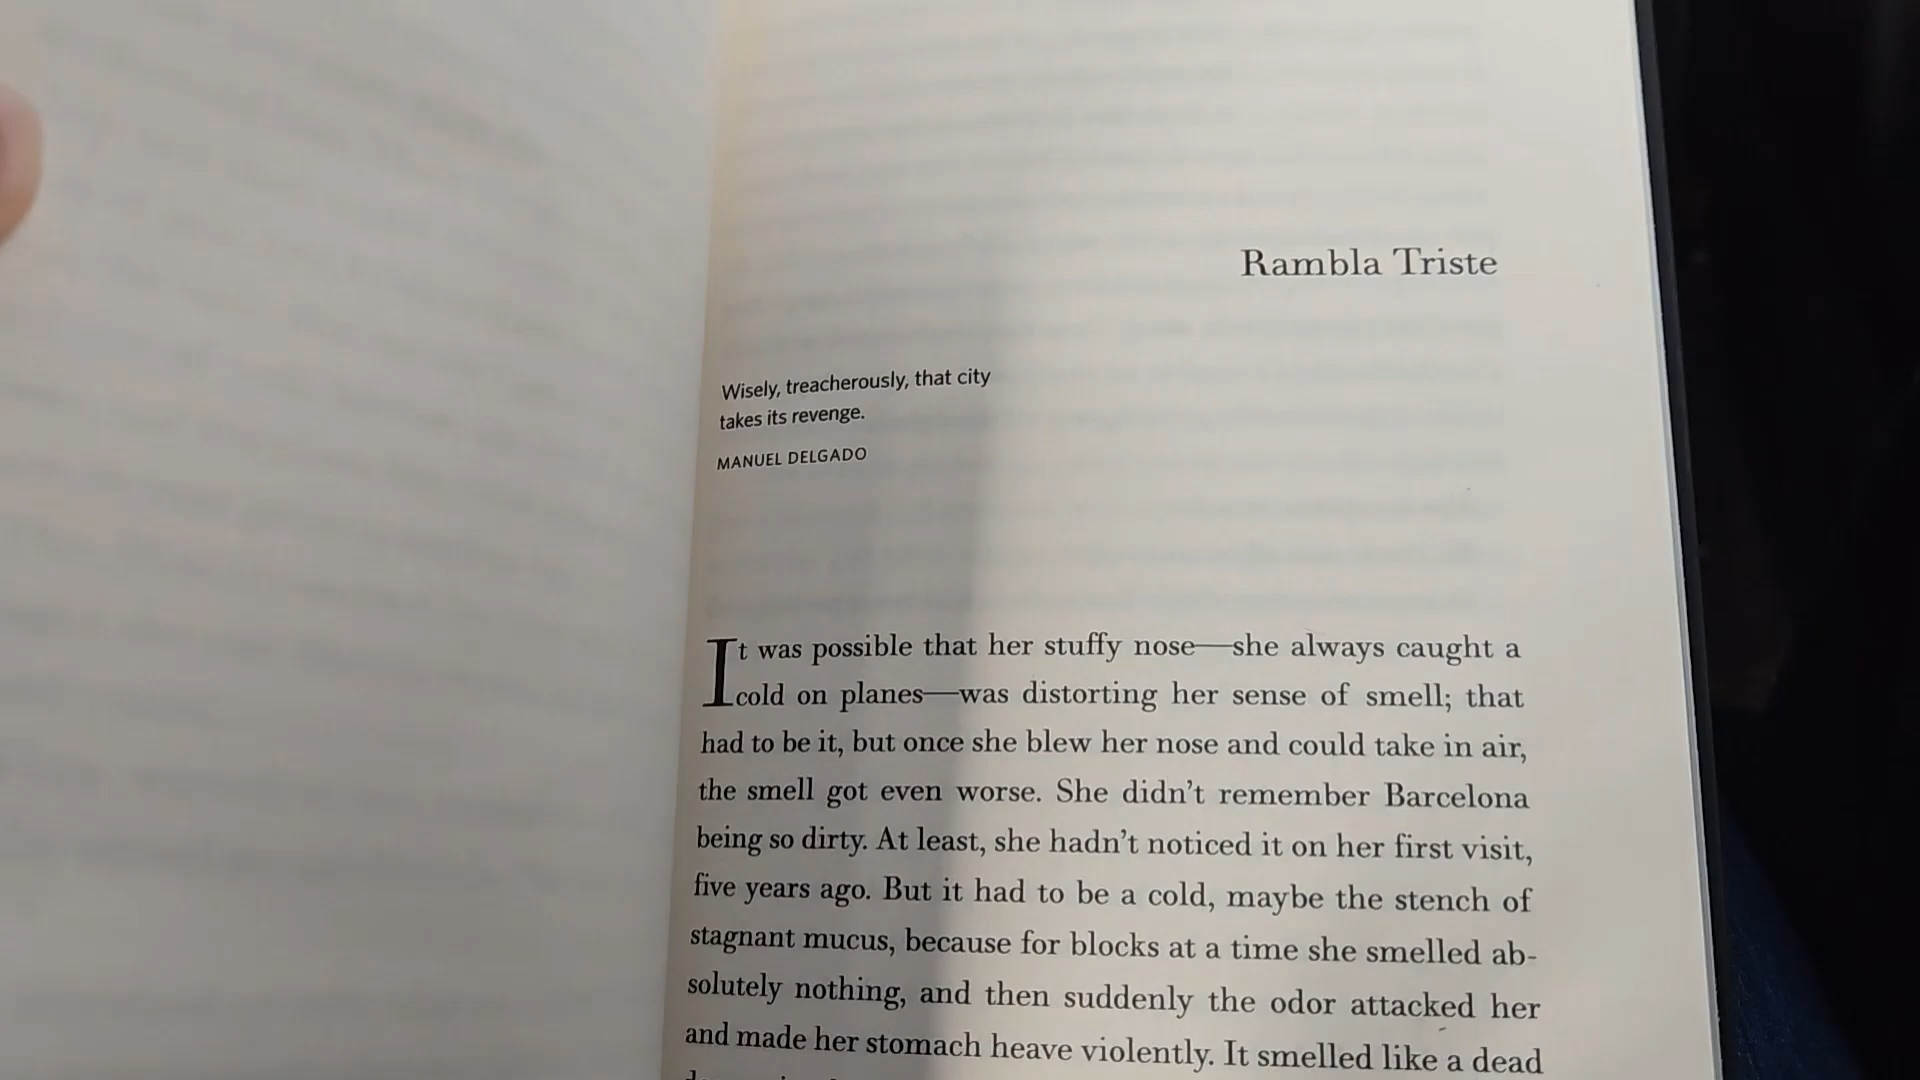 Rambla Triste
Wisely, treacherously, that city
takes its revenge.
MANUEL DELGADO
It was possible that her stuffy nose—she always caught a
cold on planes—was distorting her sense of smell; that
had to be it, but once she blew her nose and could take in air,
the smell got even worse. She didn’t remember Barcelona
being so dirty. At least, she hadn’t noticed it on her first visit,
five years ago. But it had to be a cold, maybe the stench of
stagnant mucus, because for blocks at a time she smelled ab-
solutely nothing, and then suddenly the odor attacked her
and made her stomach heave violently. It smelled like a dead